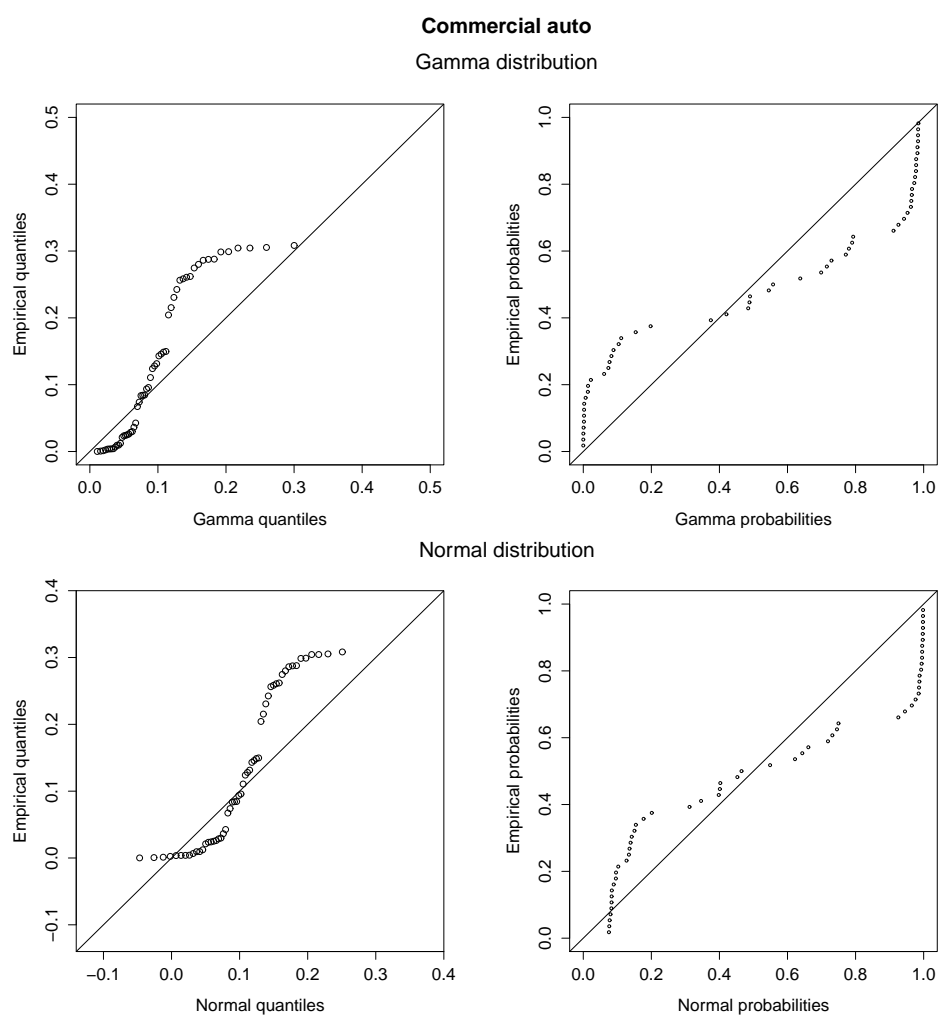 Commercial auto
Gamma distribution
0.0 0.1 0.2 0.3 0.4 0.5
Empirical quantiles
0.0 0.1 0.2 0.3 0.4 0.5
Gamma quantiles
0.0 0.2 0.4 0.6 0.8 1.0
Empirical probablities
0.0 0.2 0.4 0.6 0.8 1.0
Gamma probabilities
Normal distribution
−0.1 0.0 0.1 0.2 0.3 0.4
Empirical quantiles
−0.1 0.0 0.1 0.2 0.3 0.4
Normal quantiles
0.0 0.2 0.4 0.6 0.8 1.0
Empirical probabilities
0.0 0.2 0.4 0.6 0.8 1.0
Normal probabilities